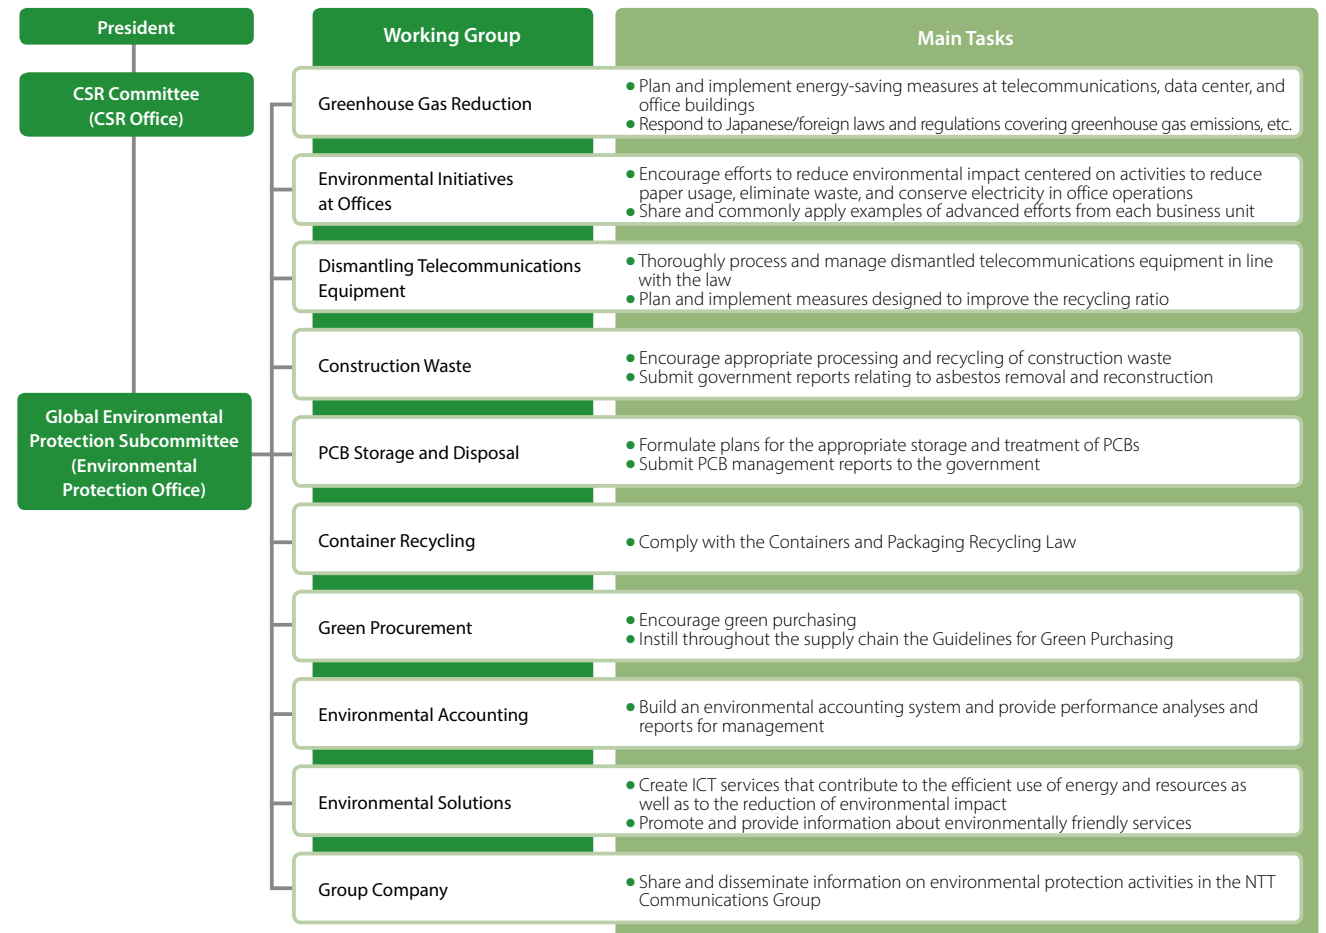 President
CSR Committee
(CSR Office)
Global Environmental
Protection Subcommittee
(Environmental
Protection Office)
Working Group
Main Tasks
Greenhouse Gas Reduction
● Plan and implement energy-saving measures at telecommunications, data center, and
office buildings
● Respond to Japanese/foreign laws and regulations covering greenhouse gas emissions, etc.
Environmental Initiatives
at Offices
● Encourage efforts to reduce environmental impact centered on activities to reduce
paper usage, eliminate waste, and conserve electricity in office operations
● Share and commonly apply examples of advanced efforts from each business unit
Dismantling Telecommunications
Equipment
● Thoroughly process and manage dismantled telecommunications equipment in line
with the law
● Plan and implement measures designed to improve the recycling ratio
Construction Waste
● Encourage appropriate processing and recycling of construction waste
● Submit government reports relating to asbestos removal and reconstruction
PCB Storage and Disposal
● Formulate plans for the appropriate storage and treatment of PCBs
● Submit PCB management reports to the government
Container Recycling
● Comply with the Containers and Packaging Recycling Law
Green Procurement
● Encourage green purchasing
● Instill throughout the supply chain the Guidelines for Green Purchasing
Environmental Accounting
● Build an environmental accounting system and provide performance analyses and
reports for management
Environmental Solutions
● Create ICT services that contribute to the efficient use of energy and resources as
well as to the reduction of environmental impact
● Promote and provide information about environmentally friendly services
Group Company
● Share and disseminate information on environmental protection activities in the NTT
Communications Group